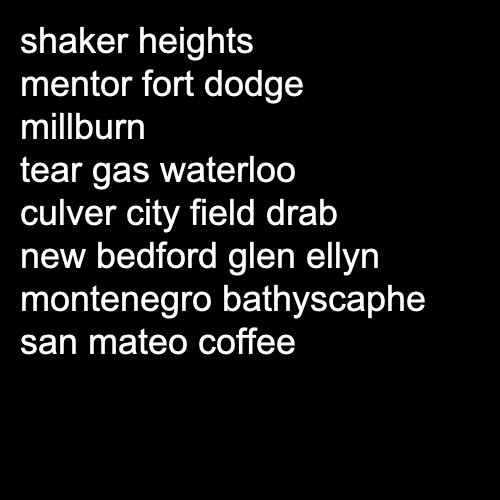 shaker heights
mentor fort dodge
millburn
tear gas waterloo
culver city field drab
new bedford glen ellyn
montenegro bathyscaphe
san mateo coffee